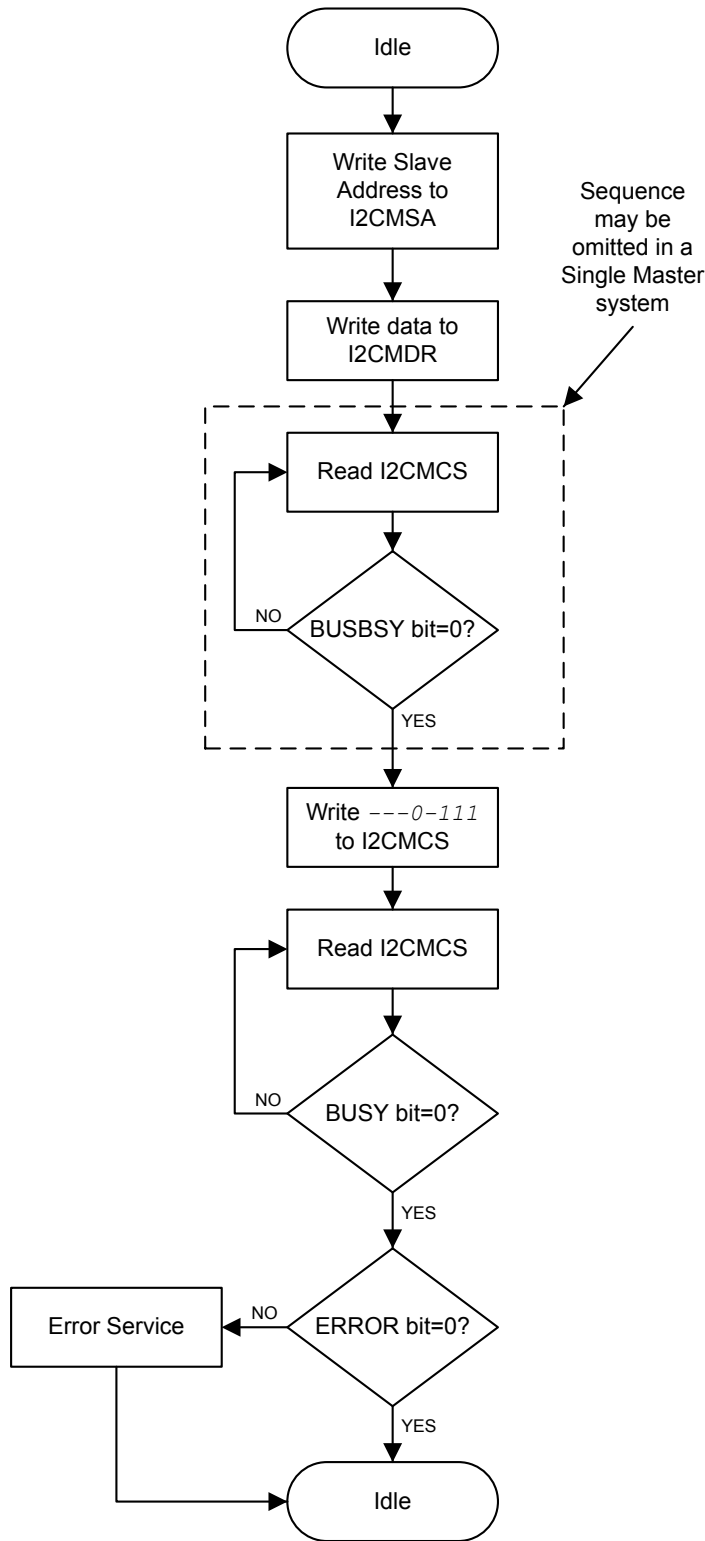 Idle
Write Slave
Address to
I2CMSA
Sequence
may be
omitted in a
Single Master
system
Write data to
I2CMDR
Read I2CMCS
NO
BUSBSY bit=0?
YES
Write ---0-111
to I2CMCS
Read I2CMCS
NO
BUSY bit=0?
YES
Error Service
NO
ERROR bit=0?
YES
Idle